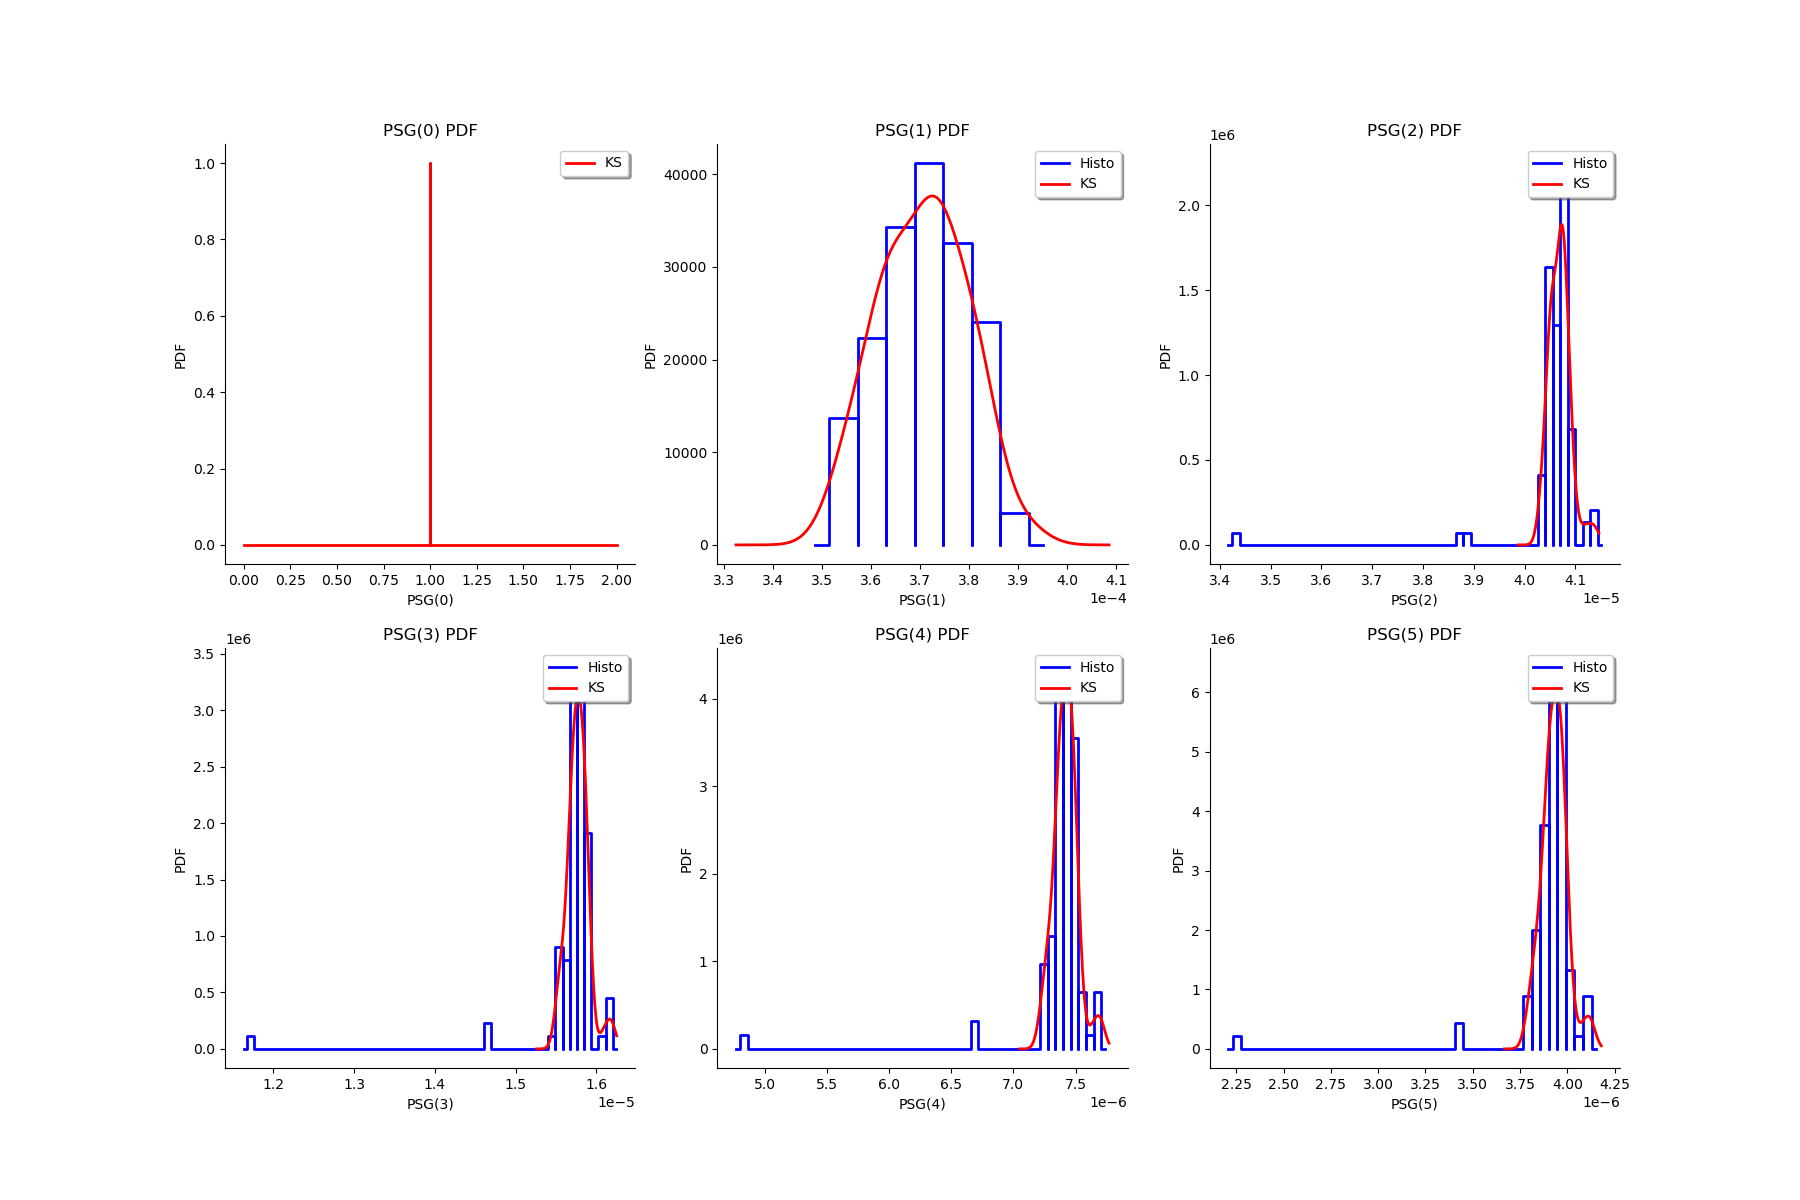 PSG(0) PDF
KS
1.0
0.8
0.6
0.4
0.2
0.0
PDF
0.00 0.25 0.50 0.75 1.00 1.25 1.50 1.75 2.00
PSG(0)
PSG(1) PDF
Histo
KS
40000
30000
20000
10000
0
PDF
3.3 3.4 3.5 3.6 3.7 3.8 3.9 4.0 4.1
PSG(1)
1e−4
PSG(2) PDF
1e6
Histo
KS
2.0
1.5
1.0
0.5
0.0
PDF
3.4 3.5 3.6 3.7 3.8 3.9 4.0 4.1
PSG(2)
1e−5
PSG(3) PDF
1e6
Histo
KS
3.5
3.0
2.5
2.0
1.5
1.0
0.5
0.0
PDF
1.2 1.3 1.4 1.5 1.6
PSG(3)
1e−5
PSG(4) PDF
1e6
Histo
KS
4
3
2
1
0
PDF
5.0 5.5 6.0 6.5 7.0 7.5
PSG(4)
1e−6
PSG(5) PDF
1e6
Histo
KS
6
5
4
3
2
1
0
PDF
2.25 2.50 2.75 3.00 3.25 3.50 3.75 4.00 4.25
PSG(5)
1e−6